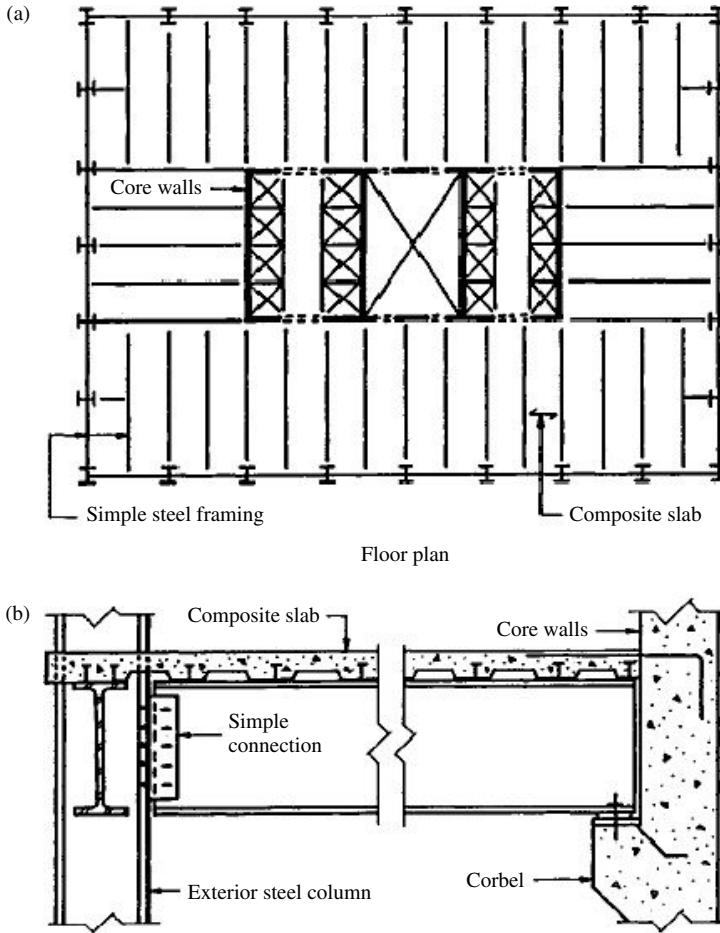 (a)
Core walls
Simple steel framing
Composite slab
Floor plan
(b)
Composite slab
Core walls
Simple
connection
Exterior steel column
Corbel